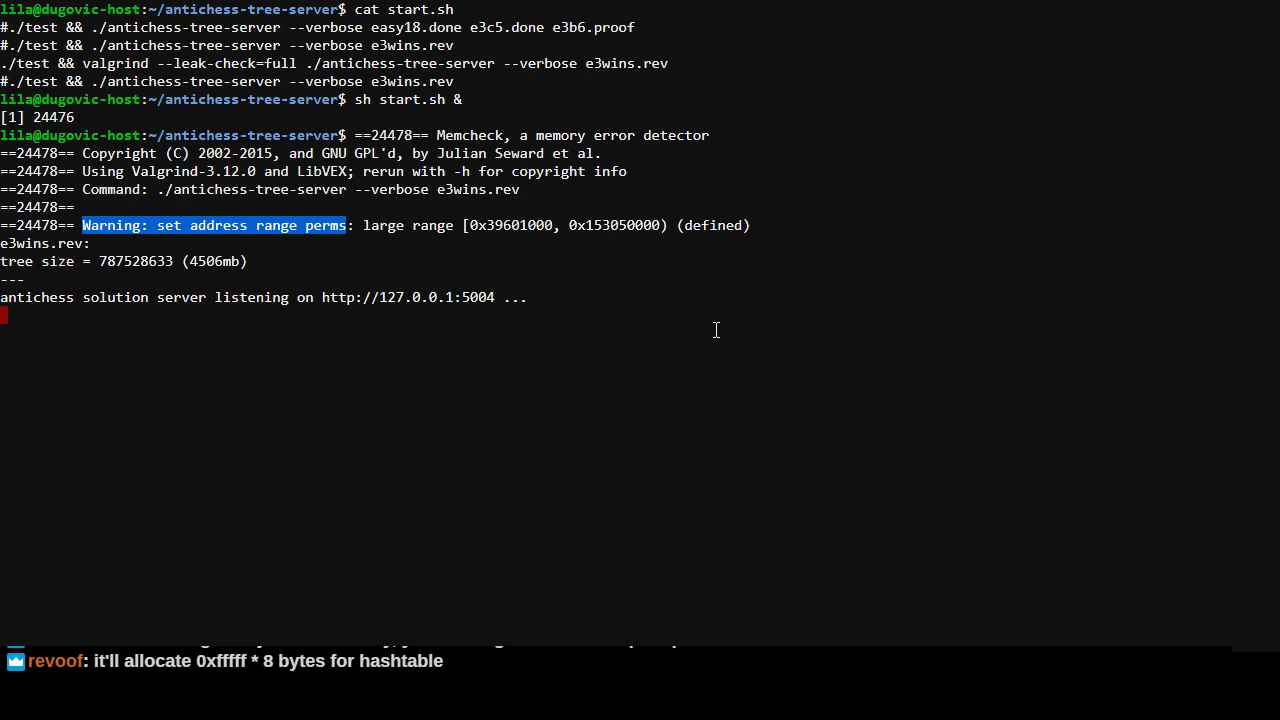 lila@dugovic-host:~/antichess-tree-server$ cat start.sh
#./test && ./antichess-tree-server --verbose easy18.done e3c5.done e3b6.proof
#./test && ./antichess-tree-server --verbose e3wins.rev
./test && valgrind --leak-check=full ./antichess-tree-server --verbose e3wins.rev
#./test && ./antichess-tree-server --verbose e3wins.rev
lila@dugovic-host:~/antichess-tree-server$ sh start.sh &
[1] 24476
lila@dugovic-host:~/antichess-tree-server$ ==24478== Memcheck, a memory error detector
==24478== Copyright (C) 2002-2015, and GNU GPL'd, by Julian Seward et al.
==24478== Using Valgrind-3.12.0 and LibVEX; rerun with -h for copyright info
==24478== Command: ./antichess-tree-server --verbose e3wins.rev
==24478==
==24478== Warning: set address range perms: large range [0x39601000, 0x153050000) (defined)
e3wins.rev:
tree size = 787528633 (4506mb)
---
antichess solution server listening on http://127.0.0.1:5004 ...
revoof: it'll allocate 0xfffff * 8 bytes for hashtable